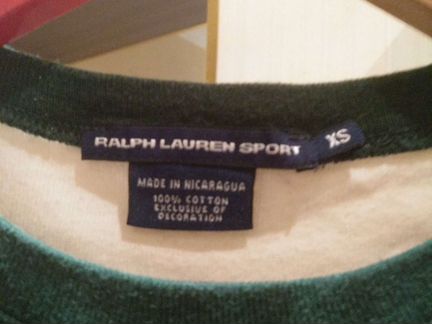 RALPH LAUREN SPORT
XS
MADE IN NICARAGUA
100% COTTON
EXCLUSIVE OF
DECORATION